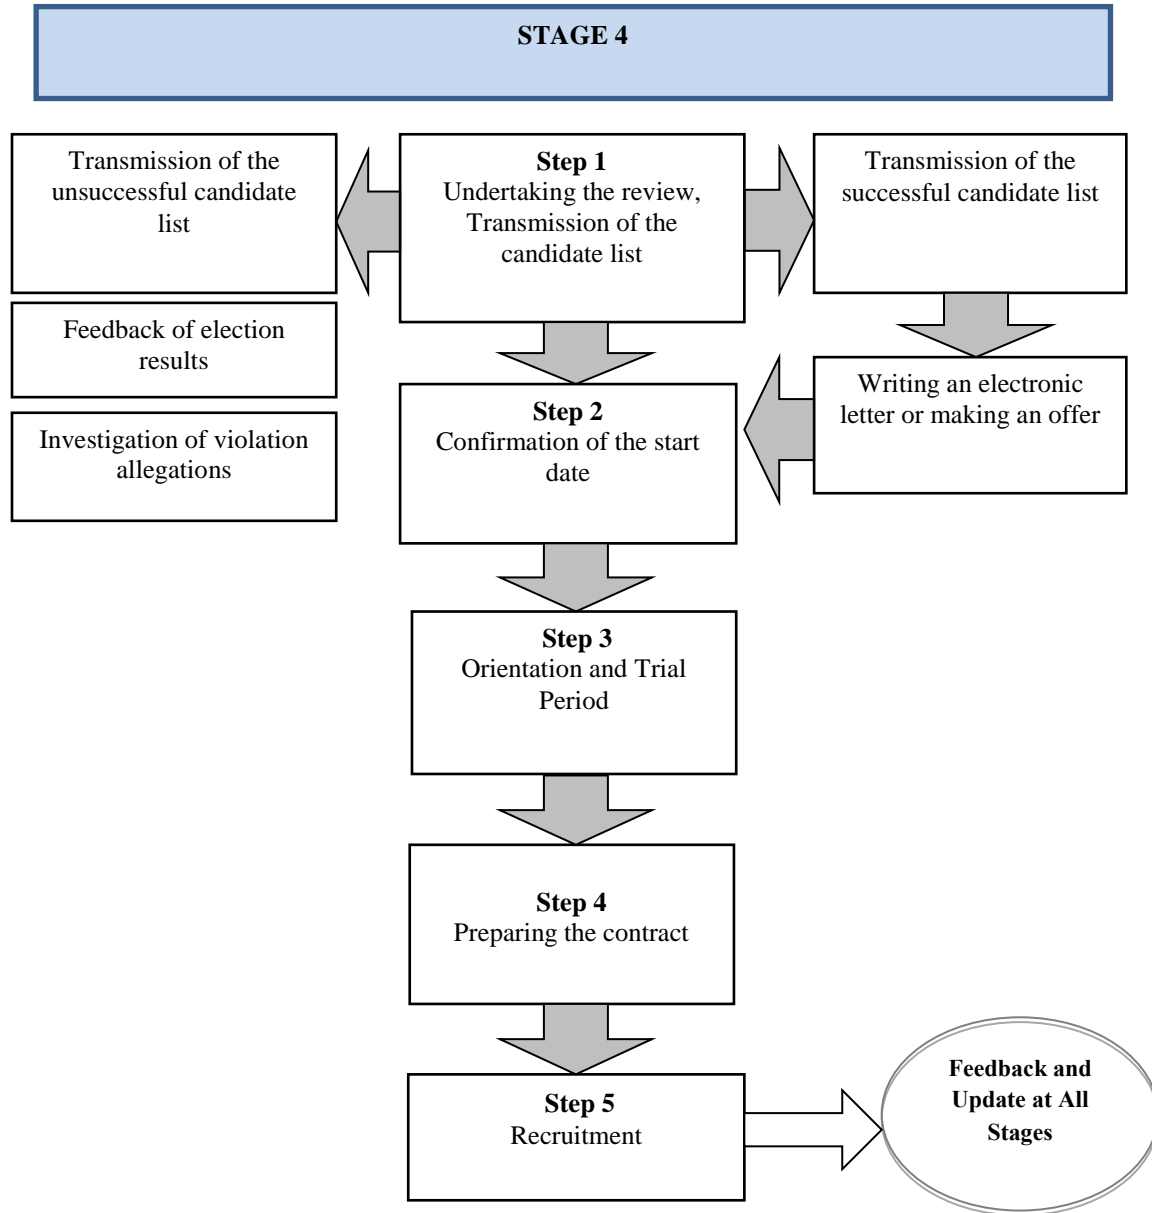 STAGE 4
Transmission of the
unsuccessful candidate
list
Feedback of election
results
Investigation of violation
allegations
Step 1
Undertaking the review,
Transmission of the
candidate list
Transmission of the
successful candidate list
Writing an electronic
letter or making an offer
Step 2
Confirmation of the start
date
Step 3
Orientation and Trial
Period
Step 4
Preparing the contract
Step 5
Recruitment
Feedback and
Update at All
Stages